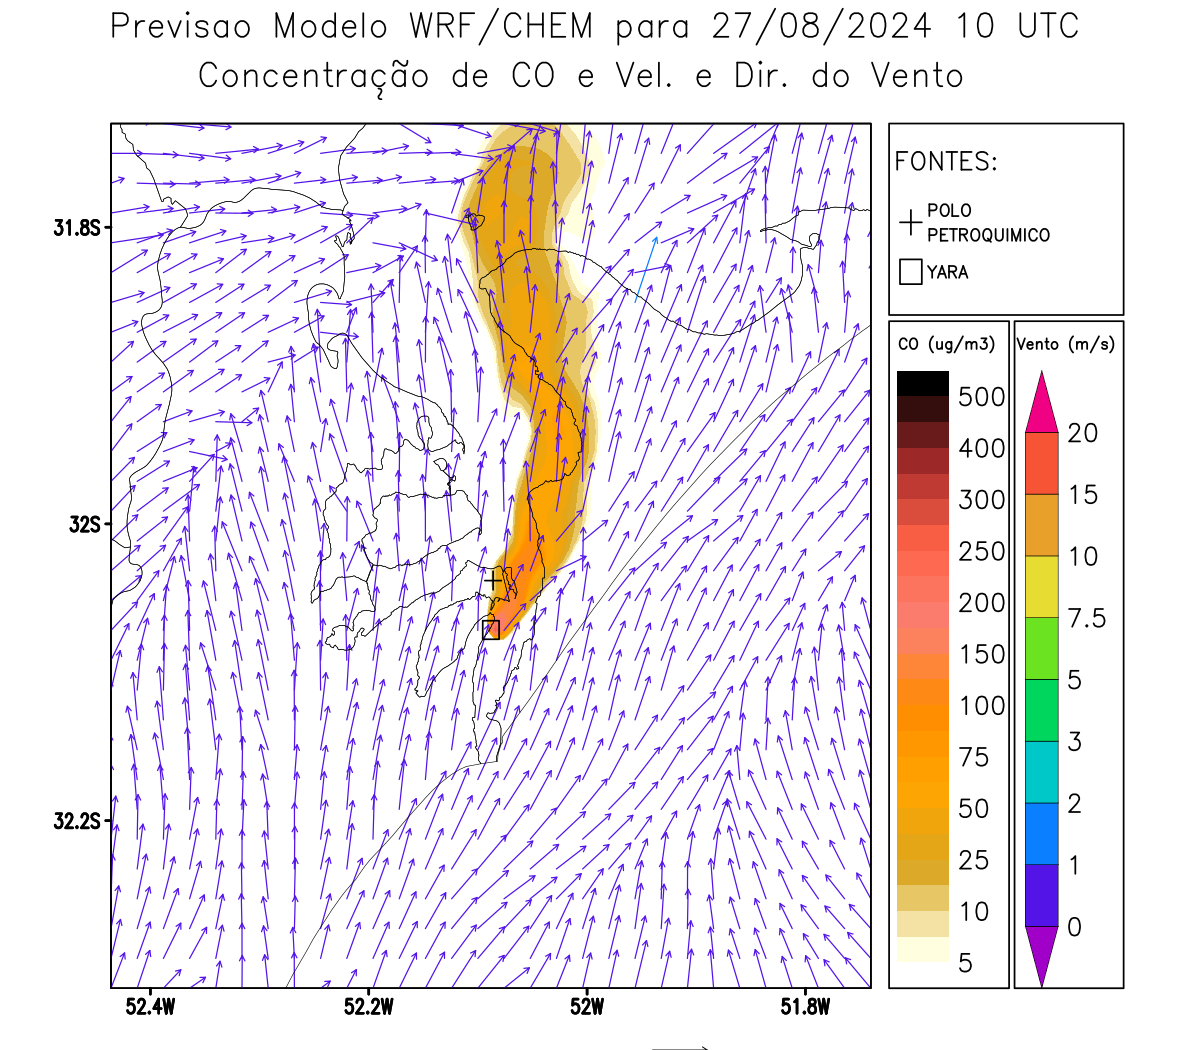 Previsao Modelo WRF/CHEM para 27/08/2024 10 UTC
Concentração de CO e Vel. e Dir. do Vento
FONTES:
POLO
PETROQUIMICO
YARA
CO (ug/m3)
500
400
300
250
200
150
100
75
50
25
10
5
Vento (m/s)
20
15
10
7.5
5
3
2
1
0
31.8S
32S
32.2S
52.4W
52.2W
52W
51.8W